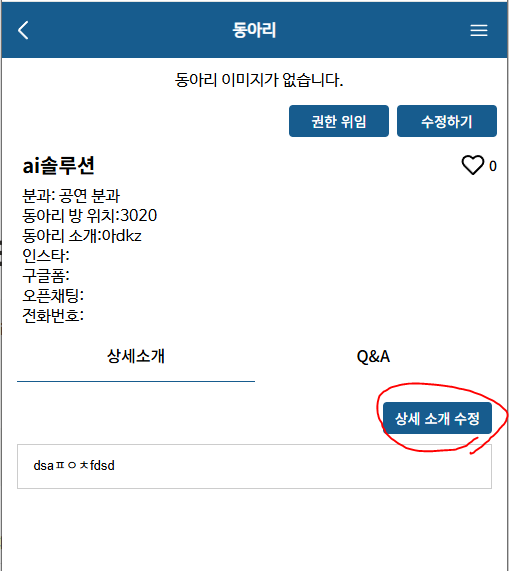 동아리
동아리 이미지가 없습니다.
권한 위임 수정하기
ai솔루션 0
분과: 공연 분과
동아리 방 위치:3020
동아리 소개:아dkz
인스타:
구글폼:
오픈채팅:
전화번호:
상세소개 Q&A
상세 소개 수정
dsaㅍㅇㅊfdsd